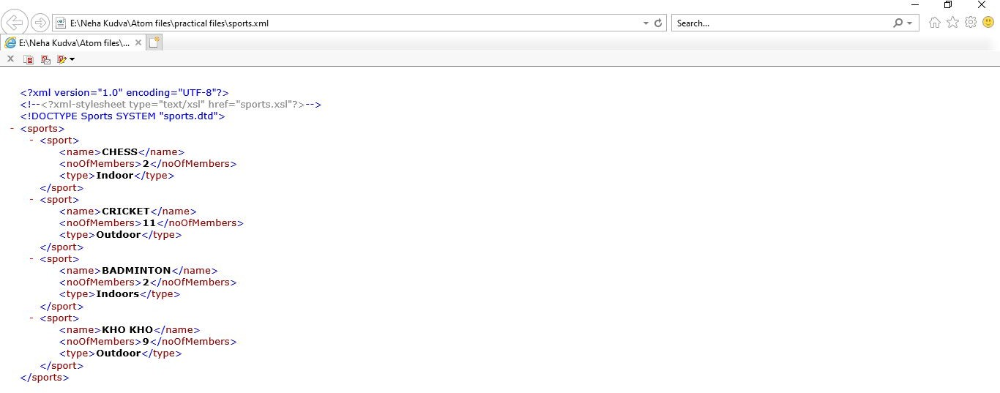 E:\Neha Kudva\Atom files\practical files\sports.xml
Search...
E:\Neha Kudva\Atom files\...
<?xml version="1.0" encoding="UTF-8"?>
<!--<?xml-stylesheet type="text/xsl" href="sports.xsl"?>-->
<!DOCTYPE Sports SYSTEM "sports.dtd">
- <sports>
- <sport>
<name>CHESS</name>
<noOfMembers>2</noOfMembers>
<type>Indoor</type>
</sport>
- <sport>
<name>CRICKET</name>
<noOfMembers>11</noOfMembers>
<type>Outdoor</type>
</sport>
- <sport>
<name>BADMINTON</name>
<noOfMembers>2</noOfMembers>
<type>Indoors</type>
</sport>
- <sport>
<name>KHO KHO</name>
<noOfMembers>9</noOfMembers>
<type>Outdoor</type>
</sport>
</sports>